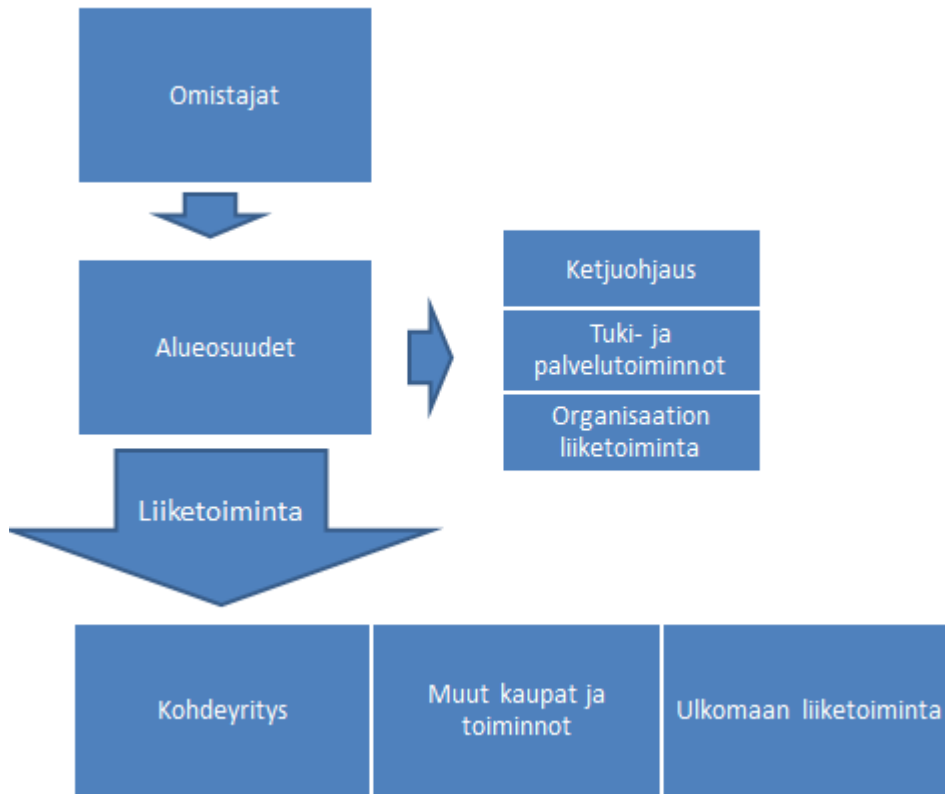 Omistajat
Alueosuudet
Ketjuohjaus
Tuki- ja
palvelutoiminnot
Organisaation
liiketoiminta
Liiketoiminta
Kohdeyritys
Muut kaupat ja
toiminnot
Ulkomaan liiketoiminta